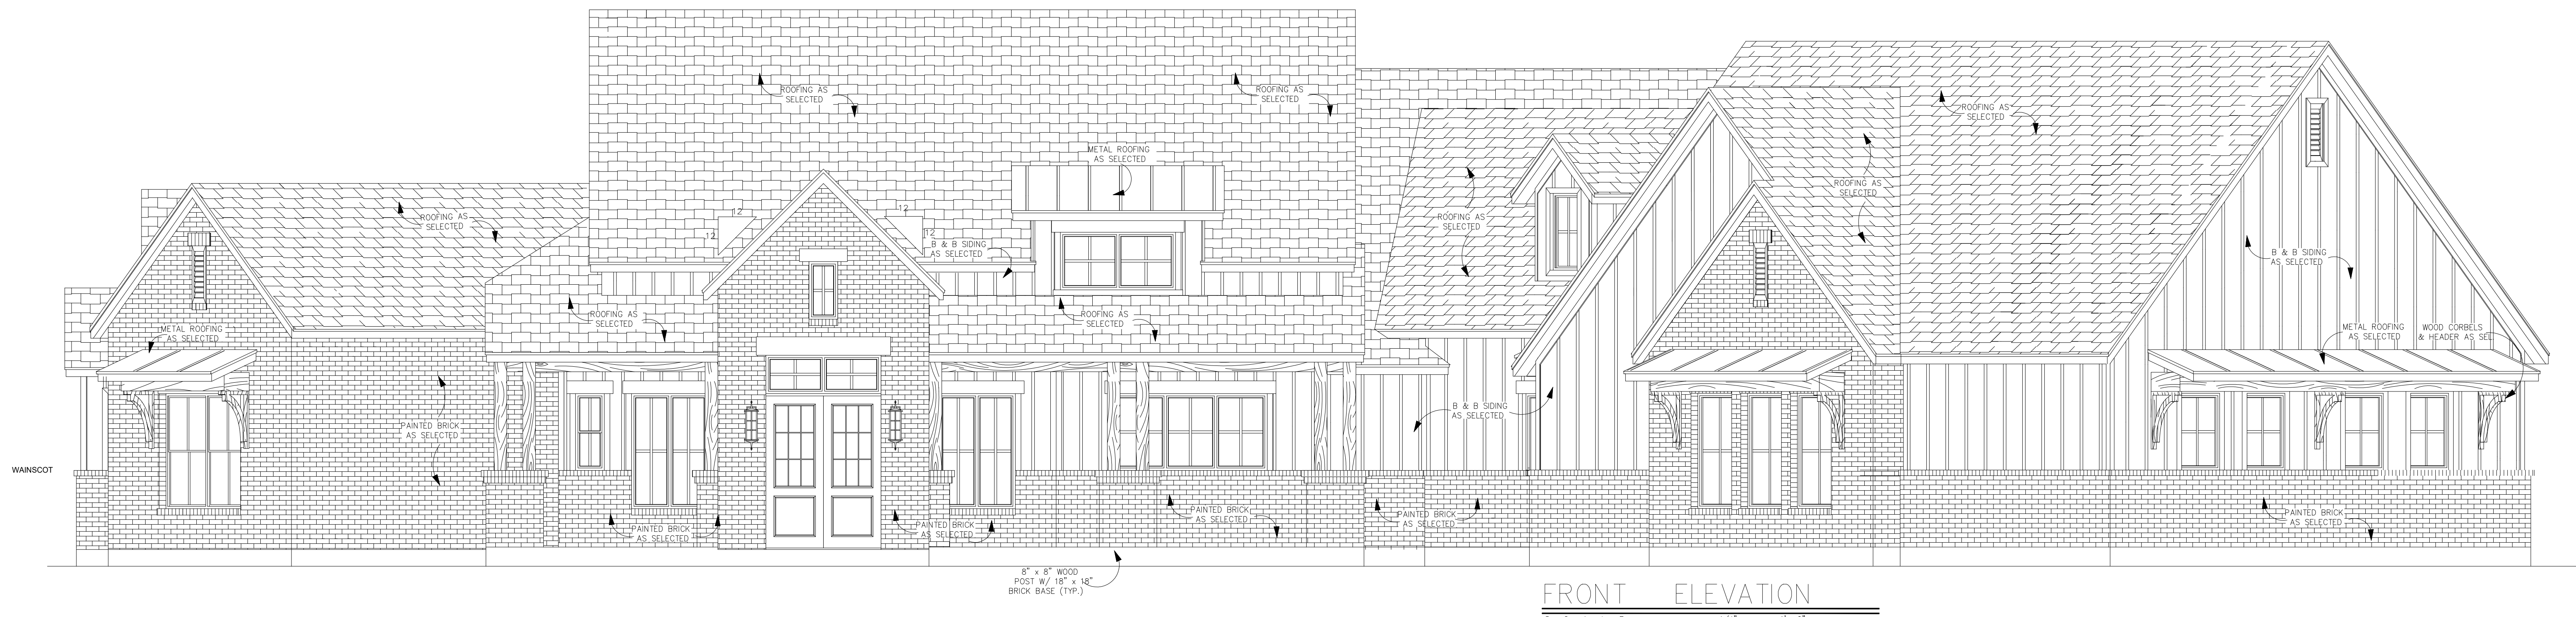 ROOFING AS
SELECTED
ROOFING AS
SELECTED
ROOFING AS
SELECTED
METAL ROOFING
AS SELECTED
ROOFING AS
SELECTED
ROOFING AS
SELECTED
ROOFING AS
SELECTED
12
12
12
12
B & B SIDING
AS SELECTED
B & B SIDING
AS SELECTED
ROOFING AS
SELECTED
ROOFING AS
SELECTED
METAL ROOFING
AS SELECTED
METAL ROOFING
AS SELECTED
WOOD CORBELS
& HEADER AS SEL.
B & B SIDING
AS SELECTED
PAINTED BRICK
AS SELECTED
WAINSCOT
PAINTED BRICK
AS SELECTED
PAINTED BRICK
AS SELECTED
PAINTED BRICK
AS SELECTED
PAINTED BRICK
AS SELECTED
PAINTED BRICK
AS SELECTED
8" x 8" WOOD
POST W/ 18" x 18"
BRICK BASE (TYP.)
FRONT ELEVATION